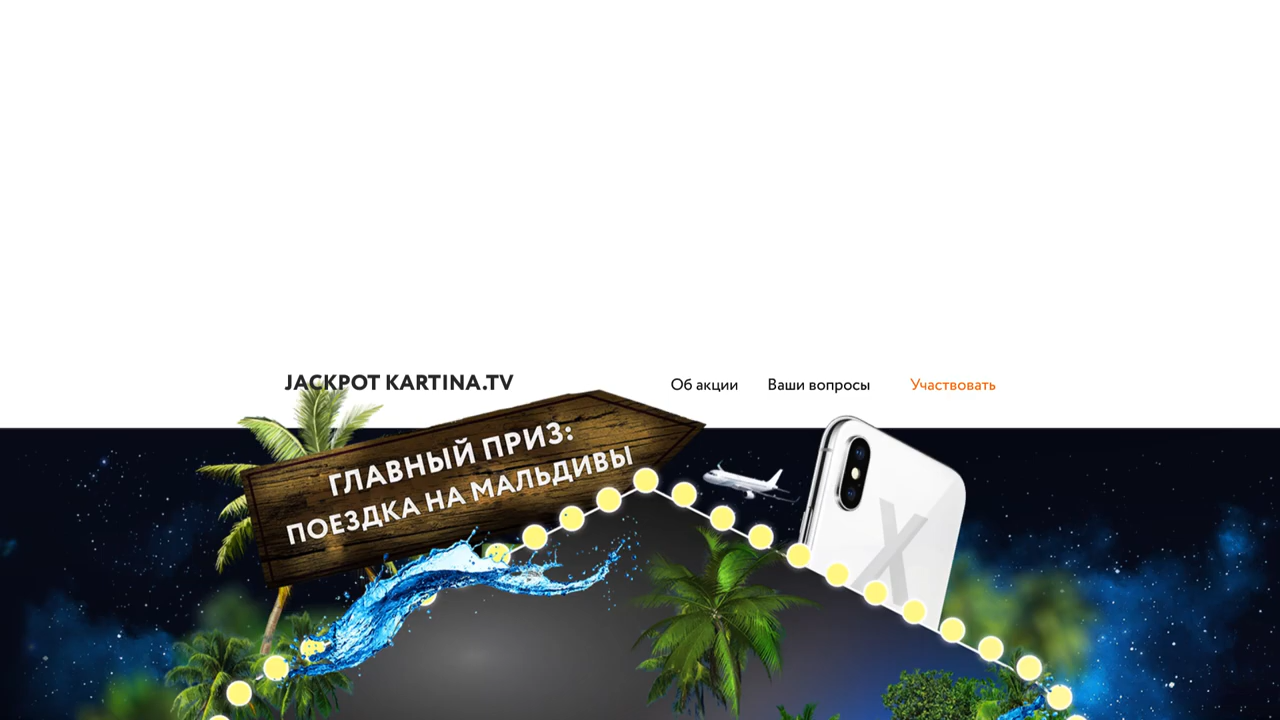 JACKPOT KARTINA.TV
Об акции
Ваши вопросы
Участвовать
ГЛАВНЫЙ ПРИЗ:
ПОЕЗДКА НА МАЛЬДИВЫ
X